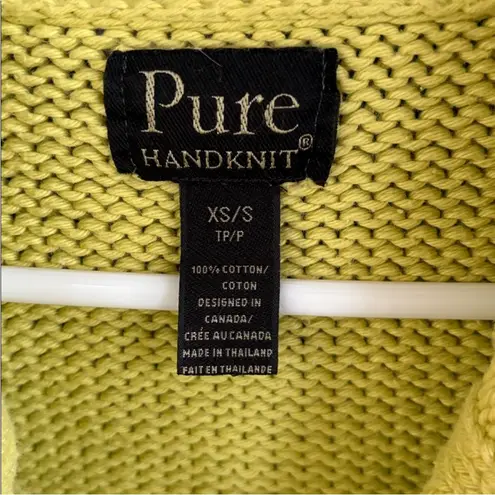 Pure
HANDKNIT®
XS/S
TP/P
100% COTTON/
COTON
DESIGNED IN
CANADA/
CRÉE AU CANADA
MADE IN THAILAND
FAIT EN THAILANDE